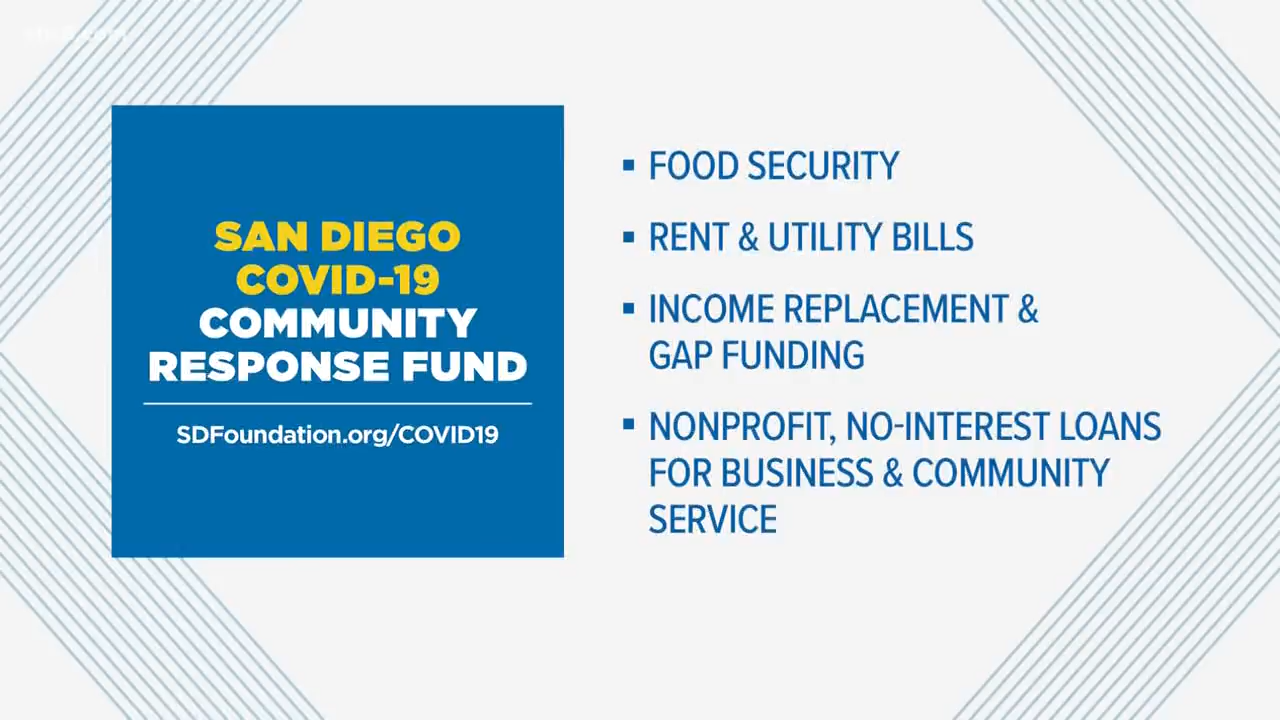 SAN DIEGO
COVID-19
COMMUNITY
RESPONSE FUND
SDFoundation.org/COVID19
▪ FOOD SECURITY
▪ RENT & UTILITY BILLS
▪ INCOME REPLACEMENT &
GAP FUNDING
▪ NONPROFIT, NO-INTEREST LOANS
FOR BUSINESS & COMMUNITY
SERVICE